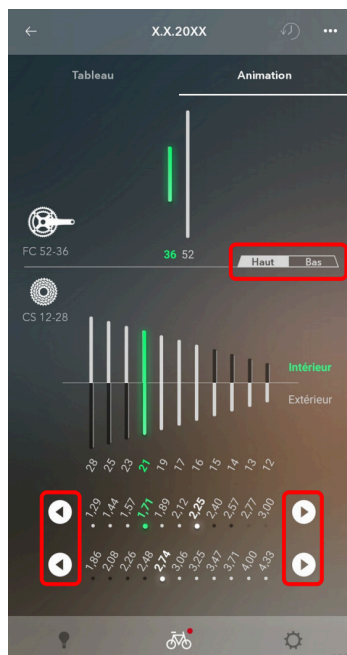 X.X.20XX
Tableau Animation
FC 52-36
36 52
Haut Bas
CS 12-28
Intérieur
Extérieur
28 25 23 21 19 17 16 15 14 13 12
1,29 1,44 1,57 1,71 1,89 2,12 2,25 2,40 2,57 2,77 3,00
1,86 2,08 2,26 2,48 2,74 3,06 3,25 3,47 3,71 4,00 4,33